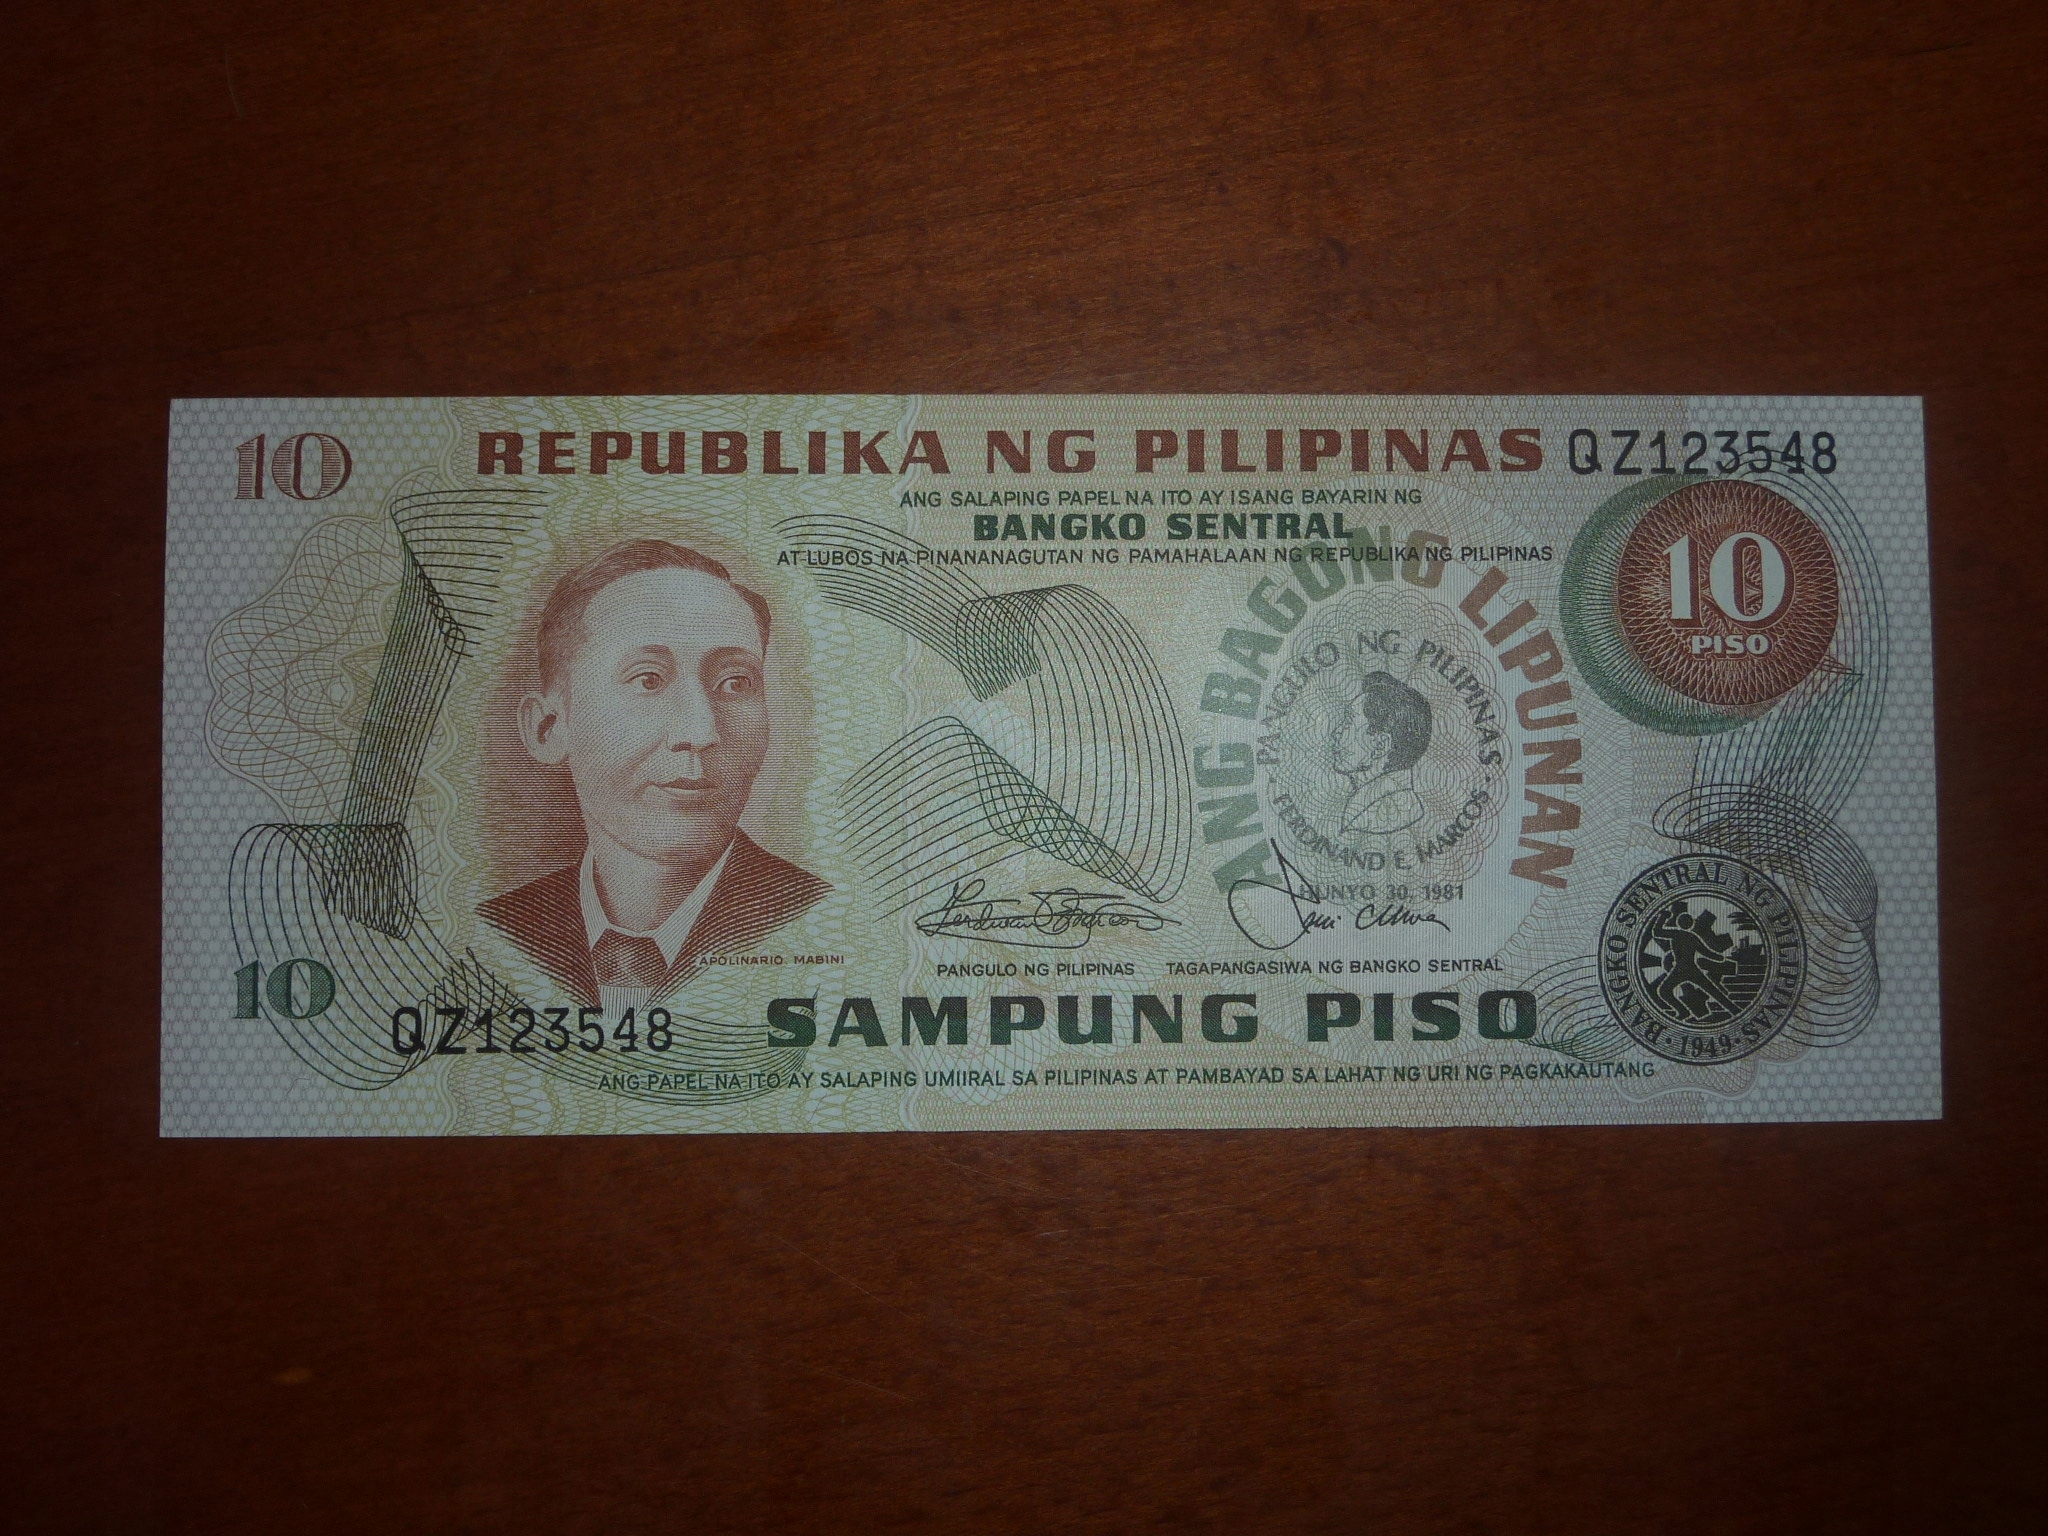 10
REPUBLIKA NG PILIPINAS
QZ123548
ANG SALAPING PAPEL NA ITO AY ISANG BAYARIN NG
BANGKO SENTRAL
AT LUBOS NA PINANANAGUTAN NG PAMAHALAAN NG REPUBLIKA NG PILIPINAS
10
PISO
ANG BAGONG LIPUNAN
PANGULO NG PILIPINAS
FERDINAND E. MARCOS
HUNYO 30, 1981
APOLINARIO MABINI
PANGULO NG PILIPINAS
TAGAPANGASIWA NG BANGKO SENTRAL
10
QZ123548
SAMPUNG PISO
BANGKO SENTRAL NG PILIPINAS
1949
ANG PAPEL NA ITO AY SALAPING UMIIRAL SA PILIPINAS AT PAMBAYAD SA LAHAT NG URI NG PAGKAKAUTANG